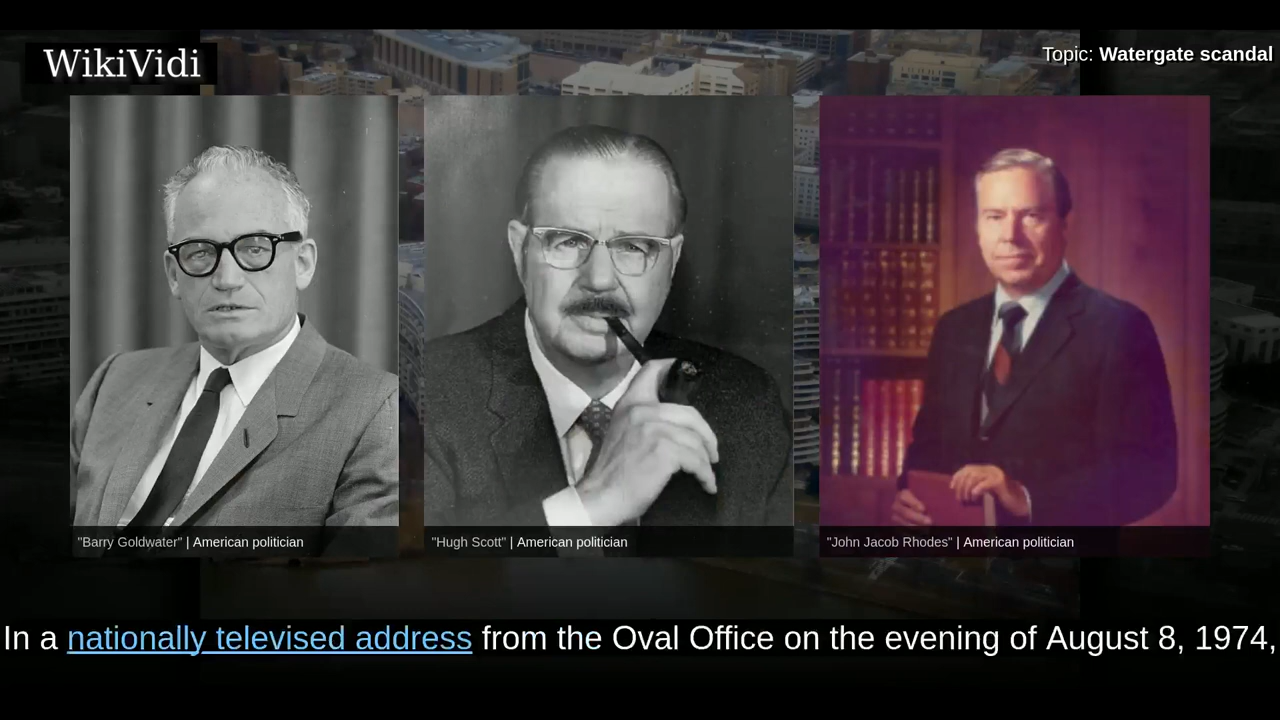 WikiVidi
Topic: Watergate scandal
"Barry Goldwater" | American politician
"Hugh Scott" | American politician
"John Jacob Rhodes" | American politician
In a nationally televised address from the Oval Office on the evening of August 8, 1974,